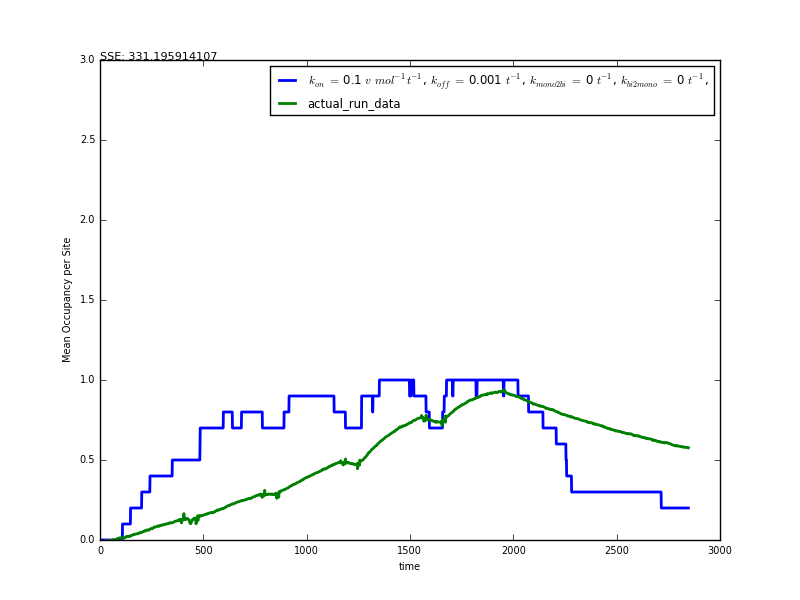 SSE: 331.195914107
k_on = 0.1 v mol^-1 t^-1, k_off = 0.001 t^-1, k_mono2bi = 0 t^-1, k_bi2mono = 0 t^-1,
actual_run_data
3.0
2.5
2.0
1.5
1.0
0.5
0.0
Mean Occupancy per Site
0 500 1000 1500 2000 2500 3000
time